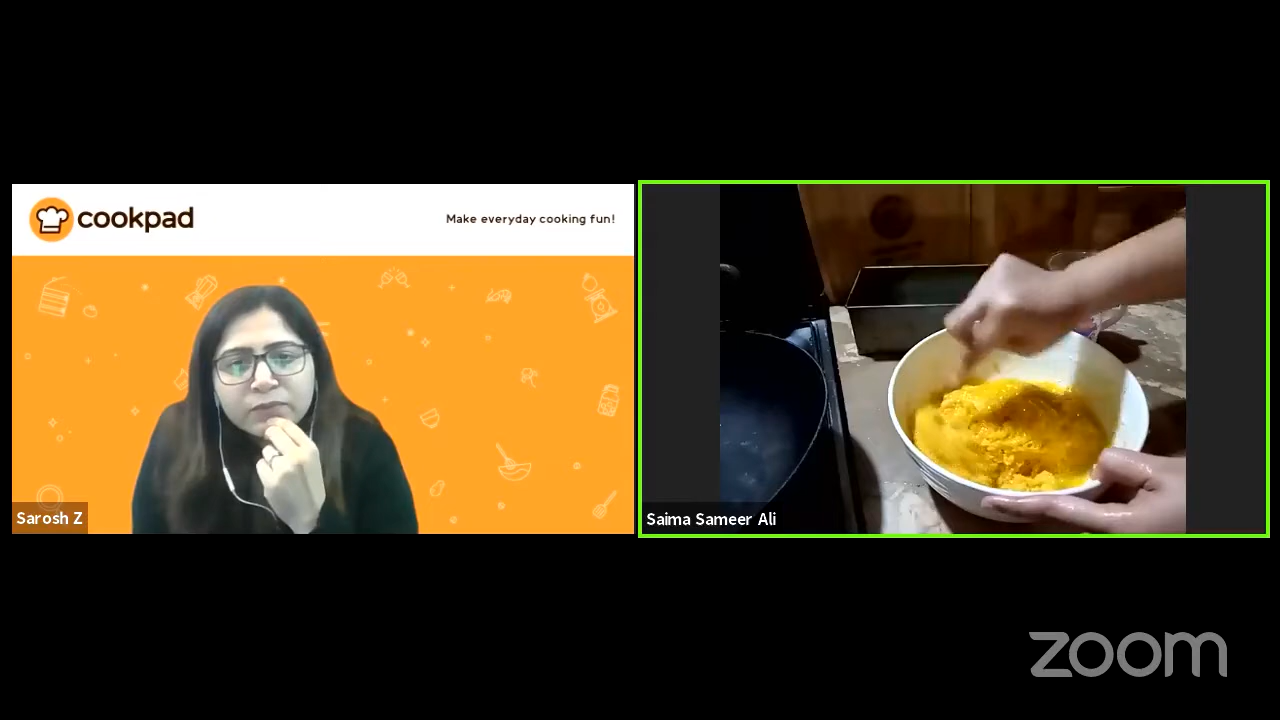 cookpad
Make everyday cooking fun!
Sarosh Z
Saima Sameer Ali
zoom